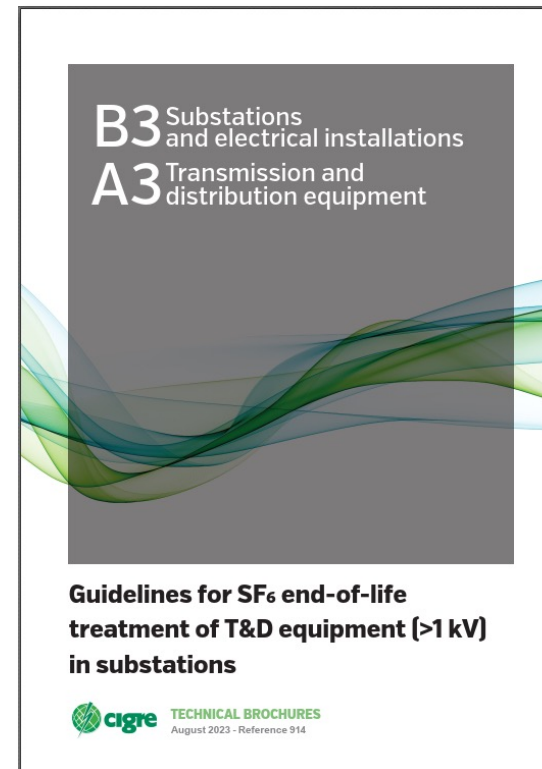 B3 Substations
and electrical installations
A3 Transmission and
distribution equipment
Guidelines for SF₆ end-of-life
treatment of T&D equipment (>1 kV)
in substations
cigre TECHNICAL BROCHURES
August 2023 - Reference 914